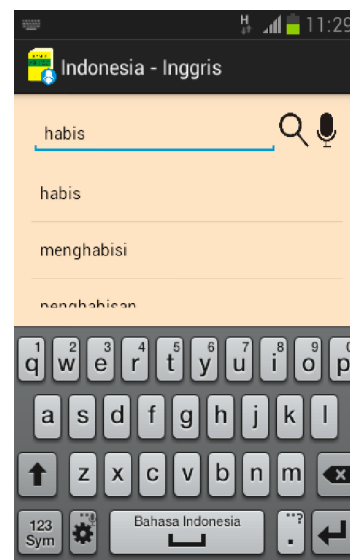 H 11:29
Indonesia - Inggris
habis
habis
menghabisi
penghabisan
1 2 3 4 5 6 7 8 9 0
q w e r t y u i o p
a s d f g h j k l
z x c v b n m
123 Bahasa Indonesia ...?
Sym .